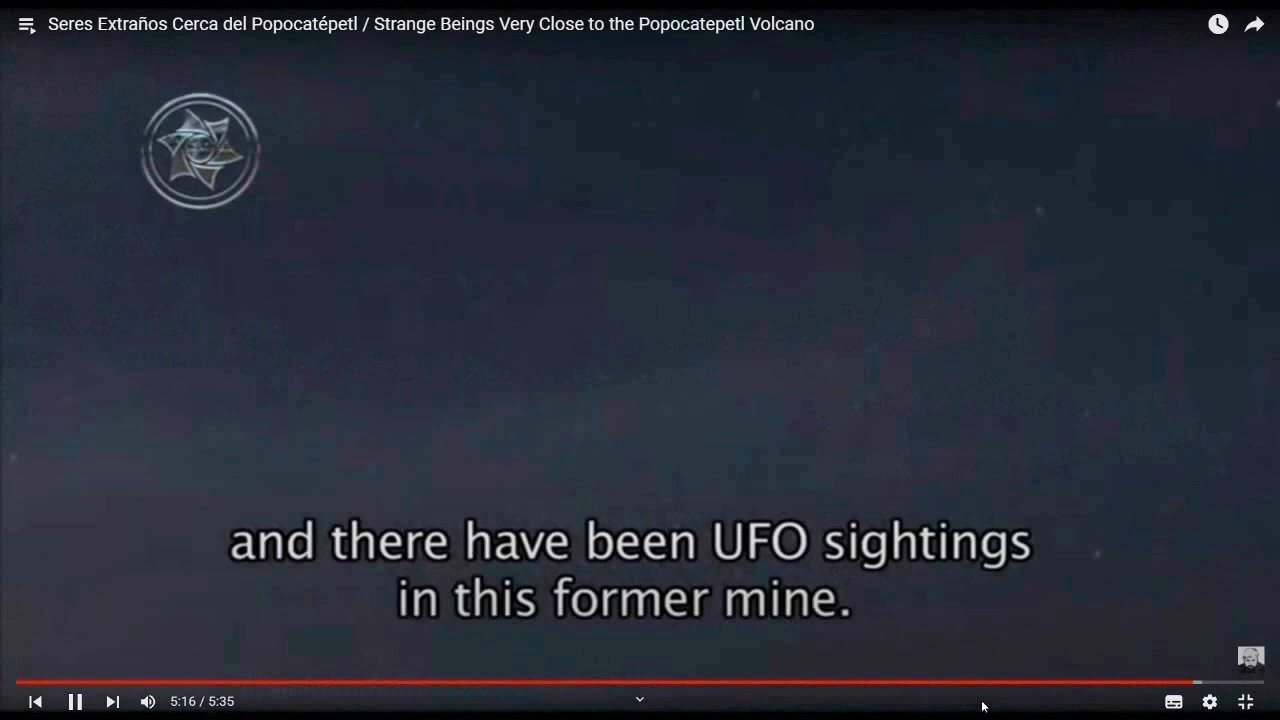 Seres Extraños Cerca del Popocatépetl / Strange Beings Very Close to the Popocatepetl Volcano
and there have been UFO sightings
in this former mine.
5:16 / 5:35